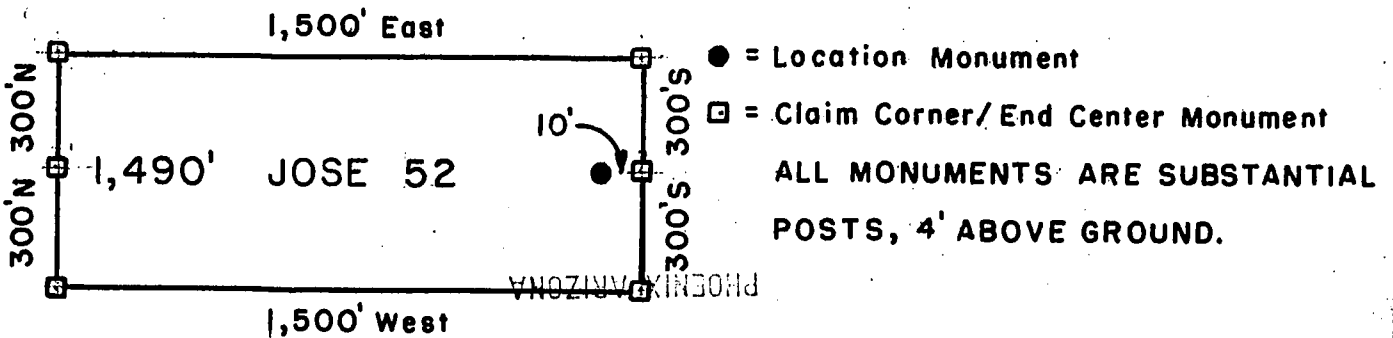 1,500' East
300'N
300'N
1,490' JOSE 52
10'
300'S
300'S
1,500' West
PHOENIX ARIZONA
● = Location Monument
⊡ = Claim Corner/End Center Monument
ALL MONUMENTS ARE SUBSTANTIAL
POSTS, 4' ABOVE GROUND.